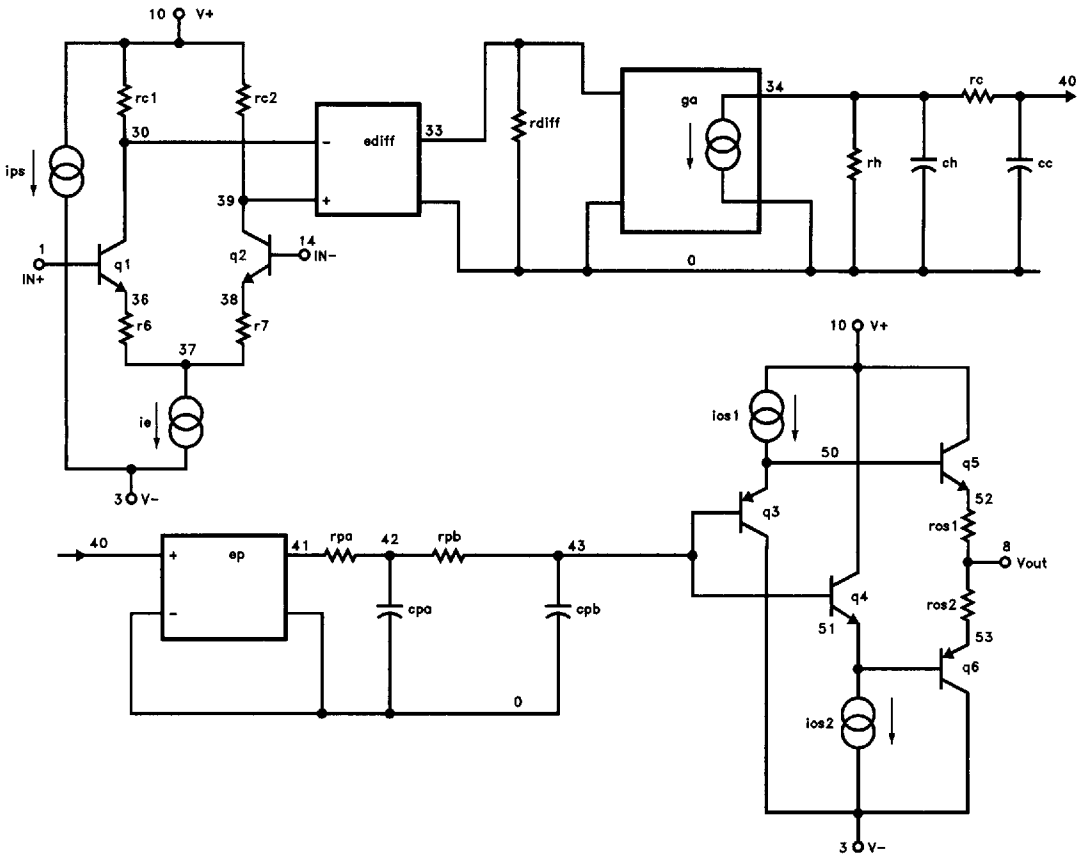 10 V+
rc1
rc2
30
ips
ediff
-
+
33
rdiff
ga
34
rc
40
rh
ch
cc
39
1
IN+
q1
q2
14
IN-
36
38
r6
r7
37
ie
0
3 V-
10 V+
ios1
50
q5
q3
52
ros1
8
Vout
ros2
q4
51
53
q6
ios2
3 V-
40
+
-
ep
41
rpa
42
rpb
43
cpa
cpb
0